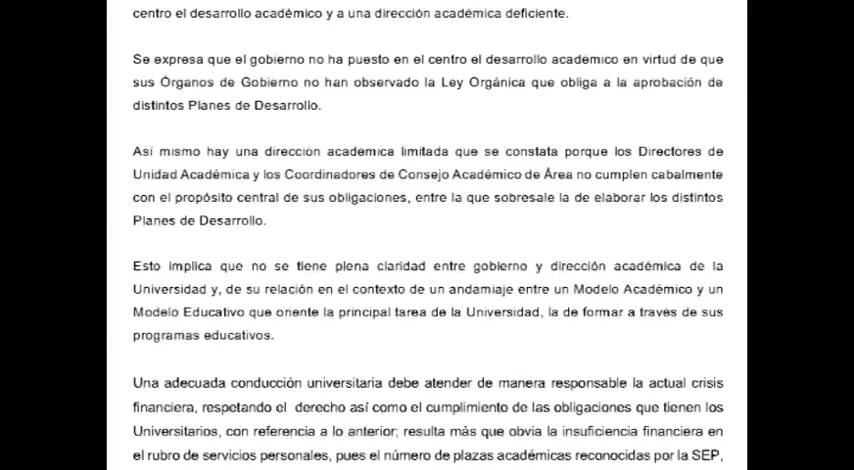 centro el desarrollo académico y a una dirección académica deficiente.
Se expresa que el gobierno no ha puesto en el centro el desarrollo académico en virtud de que
sus Órganos de Gobierno no han observado la Ley Orgánica que obliga a la aprobación de
distintos Planes de Desarrollo.
Así mismo hay una dirección académica limitada que se constata porque los Directores de
Unidad Académica y los Coordinadores de Consejo Académico de Área no cumplen cabalmente
con el propósito central de sus obligaciones, entre la que sobresale la de elaborar los distintos
Planes de Desarrollo.
Esto implica que no se tiene plena claridad entre gobierno y dirección académica de la
Universidad y, de su relación en el contexto de un andamiaje entre un Modelo Académico y un
Modelo Educativo que oriente la principal tarea de la Universidad, la de formar a través de sus
programas educativos.
Una adecuada conducción universitaria debe atender de manera responsable la actual crisis
financiera, respetando el derecho así como el cumplimiento de las obligaciones que tienen los
Universitarios, con referencia a lo anterior; resulta más que obvia la insuficiencia financiera en
el rubro de servicios personales, pues el número de plazas académicas reconocidas por la SEP,